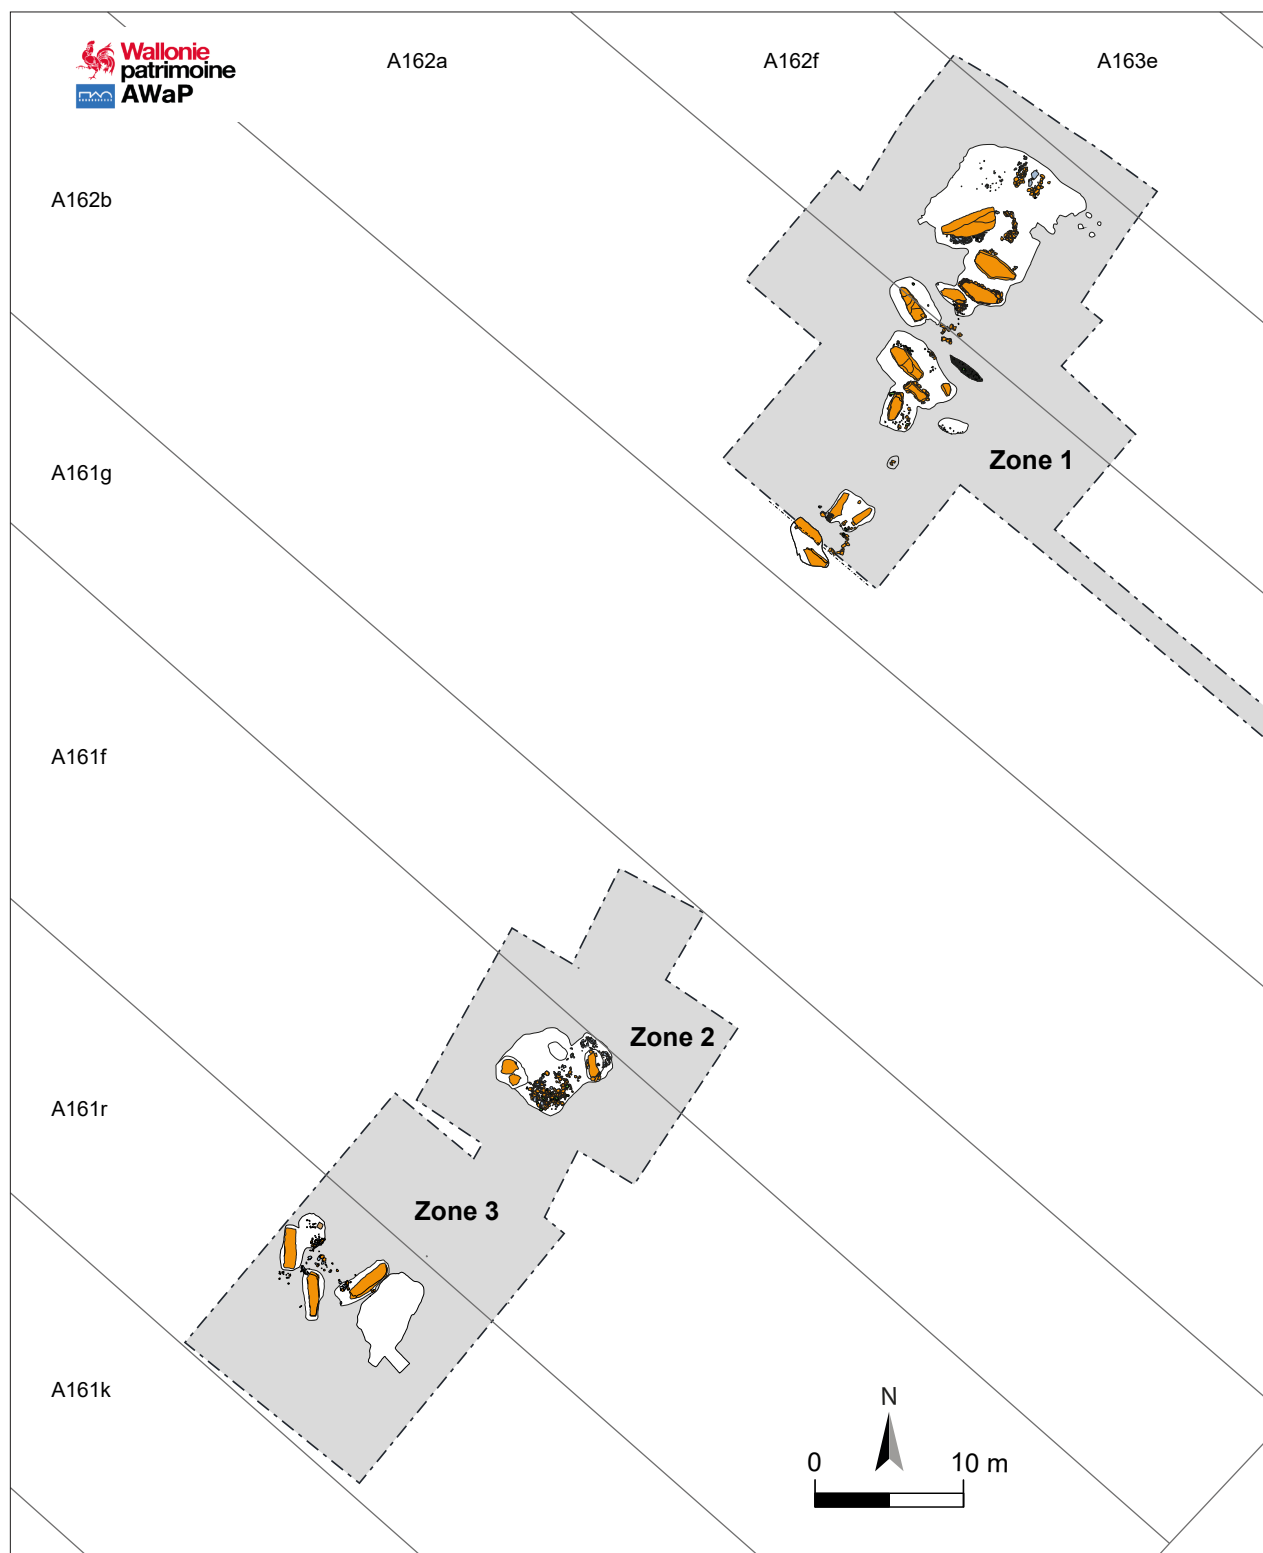 Wallonie
patrimoine
AWaP
A162a
A162f
A163e
A162b
A161g
Zone 1
A161f
Zone 2
A161r
Zone 3
A161k
N
0
10 m